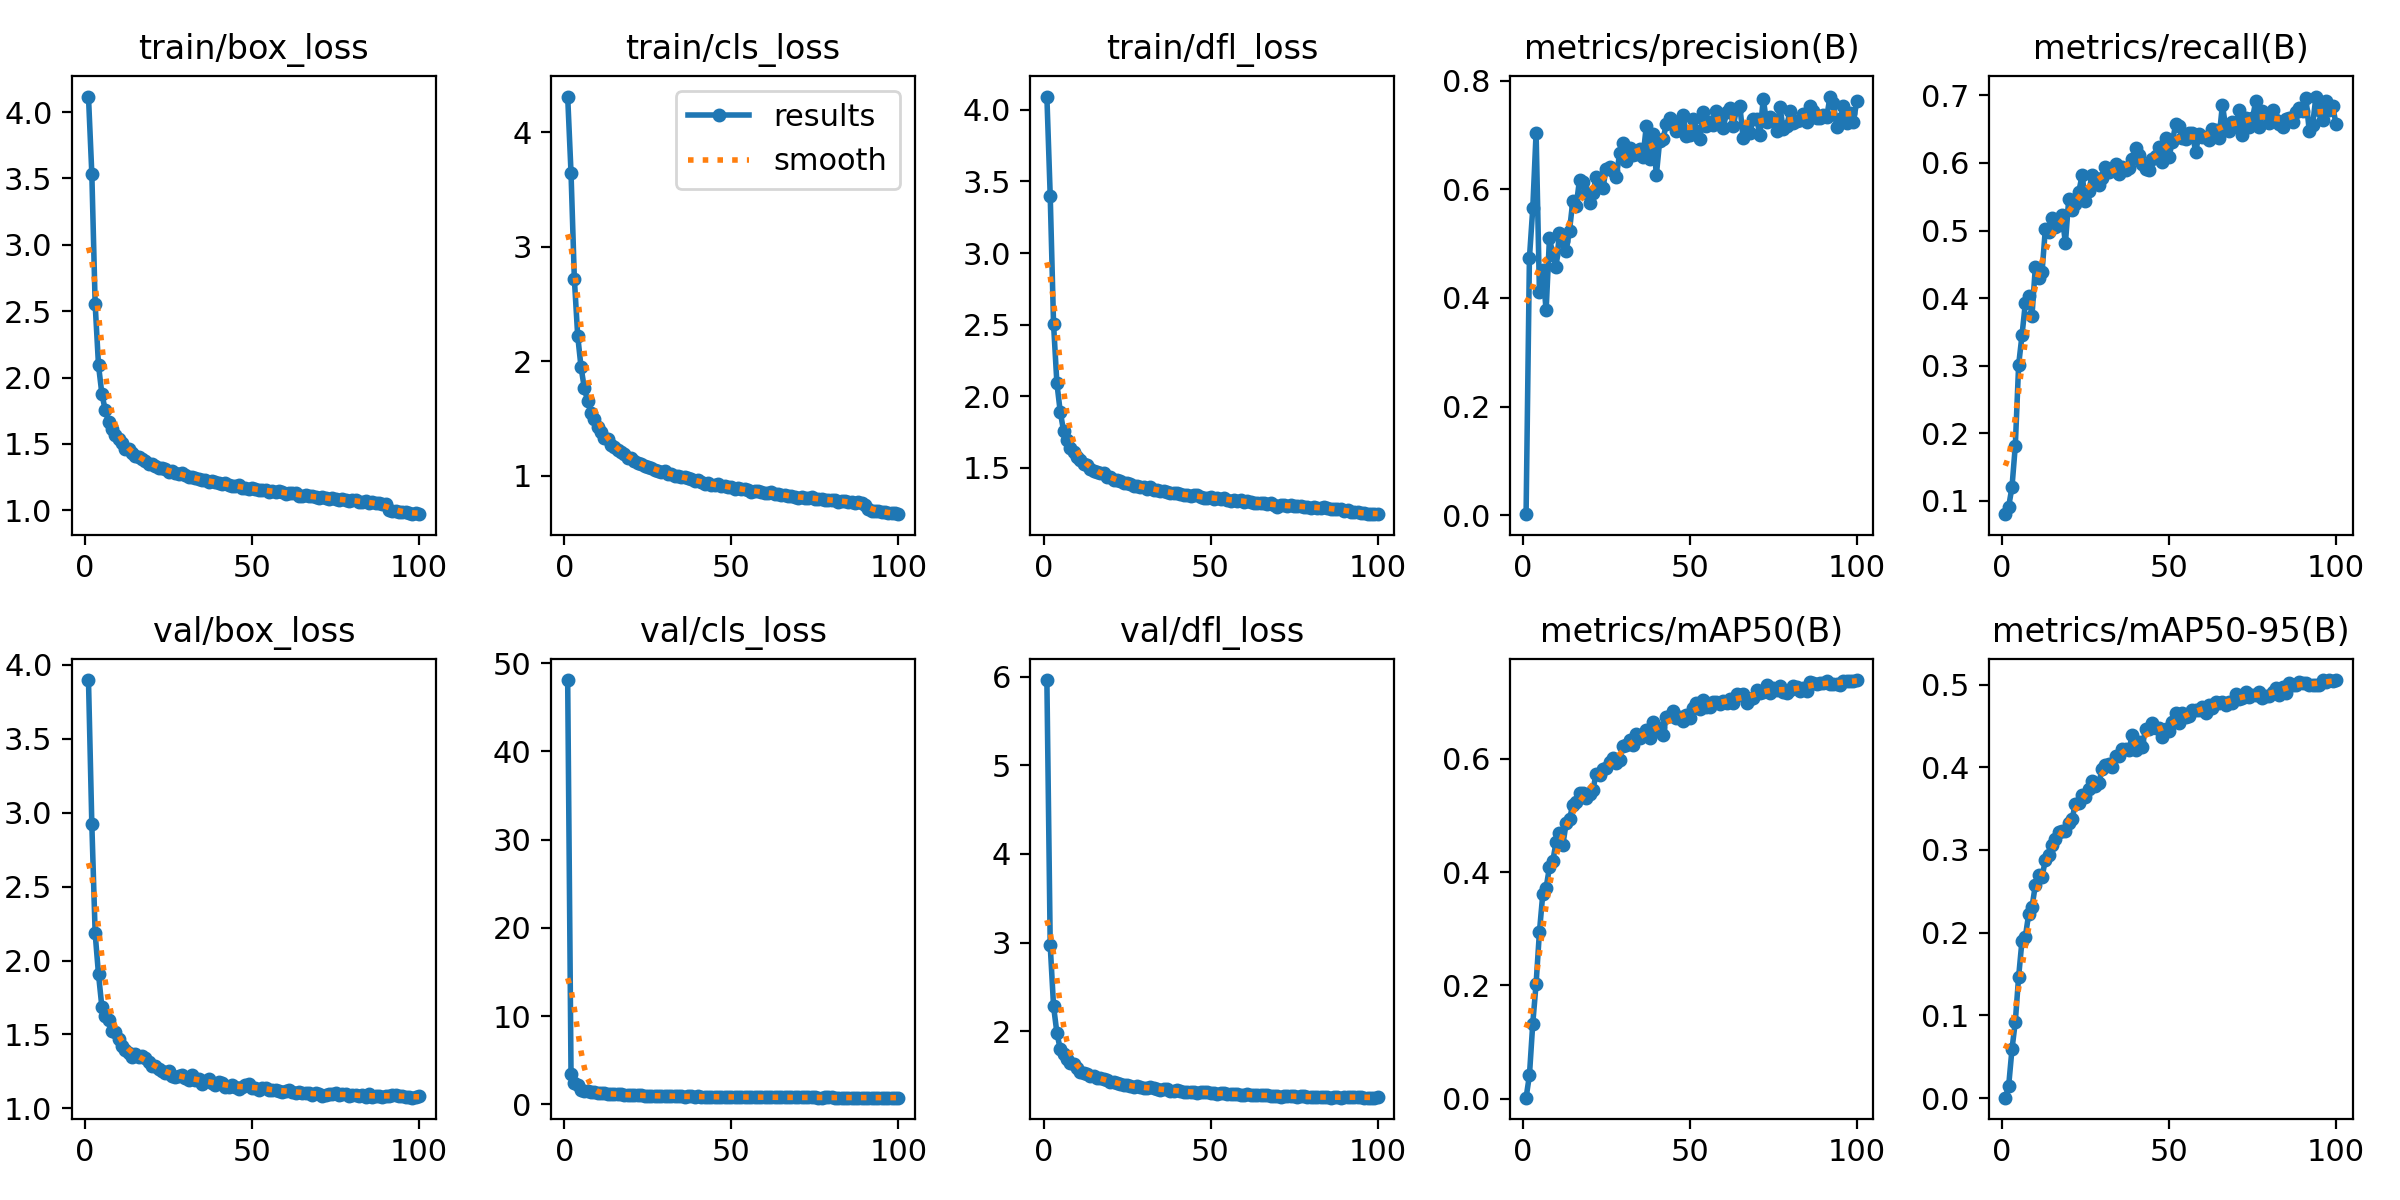 train/box_loss
4.0
3.5
3.0
2.5
2.0
1.5
1.0
0 50 100
train/cls_loss
results
smooth
4
3
2
1
0 50 100
train/dfl_loss
4.0
3.5
3.0
2.5
2.0
1.5
0 50 100
metrics/precision(B)
0.8
0.6
0.4
0.2
0.0
0 50 100
metrics/recall(B)
0.7
0.6
0.5
0.4
0.3
0.2
0.1
0 50 100
val/box_loss
4.0
3.5
3.0
2.5
2.0
1.5
1.0
0 50 100
val/cls_loss
50
40
30
20
10
0
0 50 100
val/dfl_loss
6
5
4
3
2
0 50 100
metrics/mAP50(B)
0.6
0.4
0.2
0.0
0 50 100
metrics/mAP50-95(B)
0.5
0.4
0.3
0.2
0.1
0.0
0 50 100